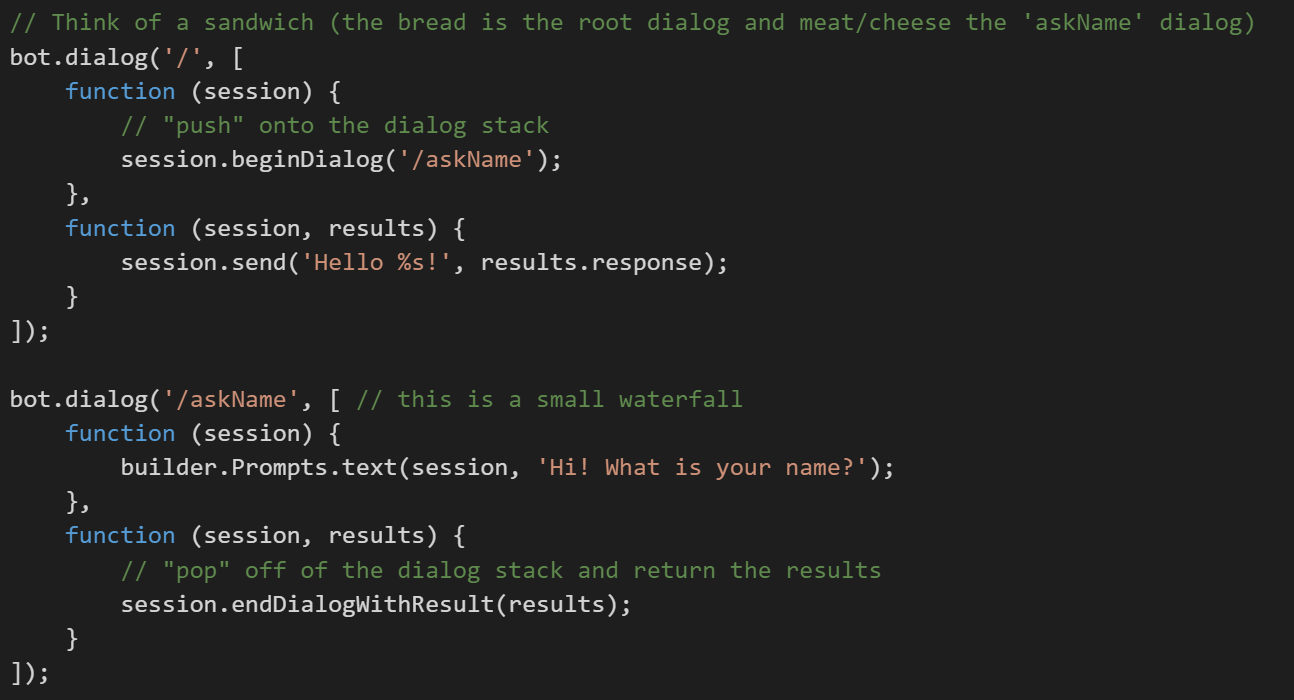 // Think of a sandwich (the bread is the root dialog and meat/cheese the 'askName' dialog)
bot.dialog('/', [
    function (session) {
        // "push" onto the dialog stack
        session.beginDialog('/askName');
    },
    function (session, results) {
        session.send('Hello %s!', results.response);
    }
]);

bot.dialog('/askName', [ // this is a small waterfall
    function (session) {
        builder.Prompts.text(session, 'Hi! What is your name?');
    },
    function (session, results) {
        // "pop" off of the dialog stack and return the results
        session.endDialogWithResult(results);
    }
]);